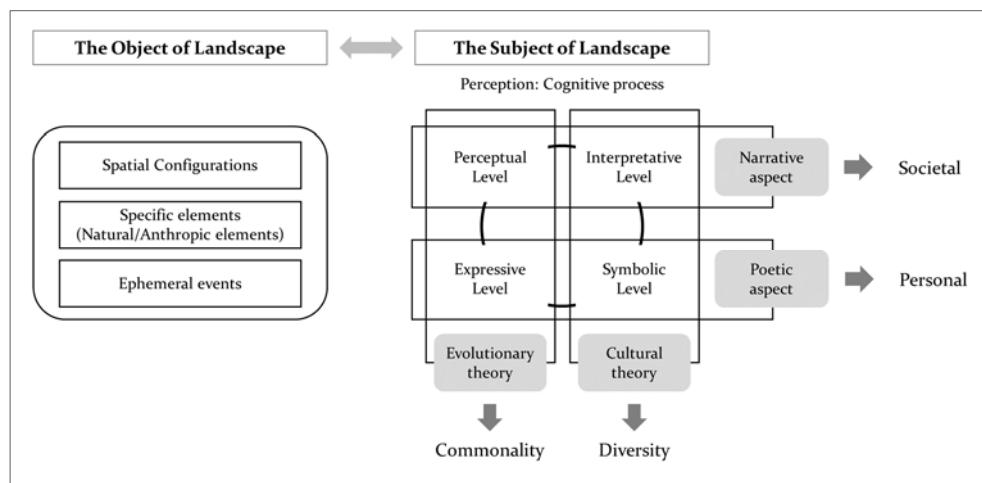 The Object of Landscape
The Subject of Landscape
Perception: Cognitive process
Spatial Configurations
Specific elements
(Natural/Anthropic elements)
Ephemeral events
Perceptual
Level
Interpretative
Level
Narrative
aspect
Societal
Expressive
Level
Symbolic
Level
Poetic
aspect
Personal
Evolutionary
theory
Cultural
theory
Commonality
Diversity